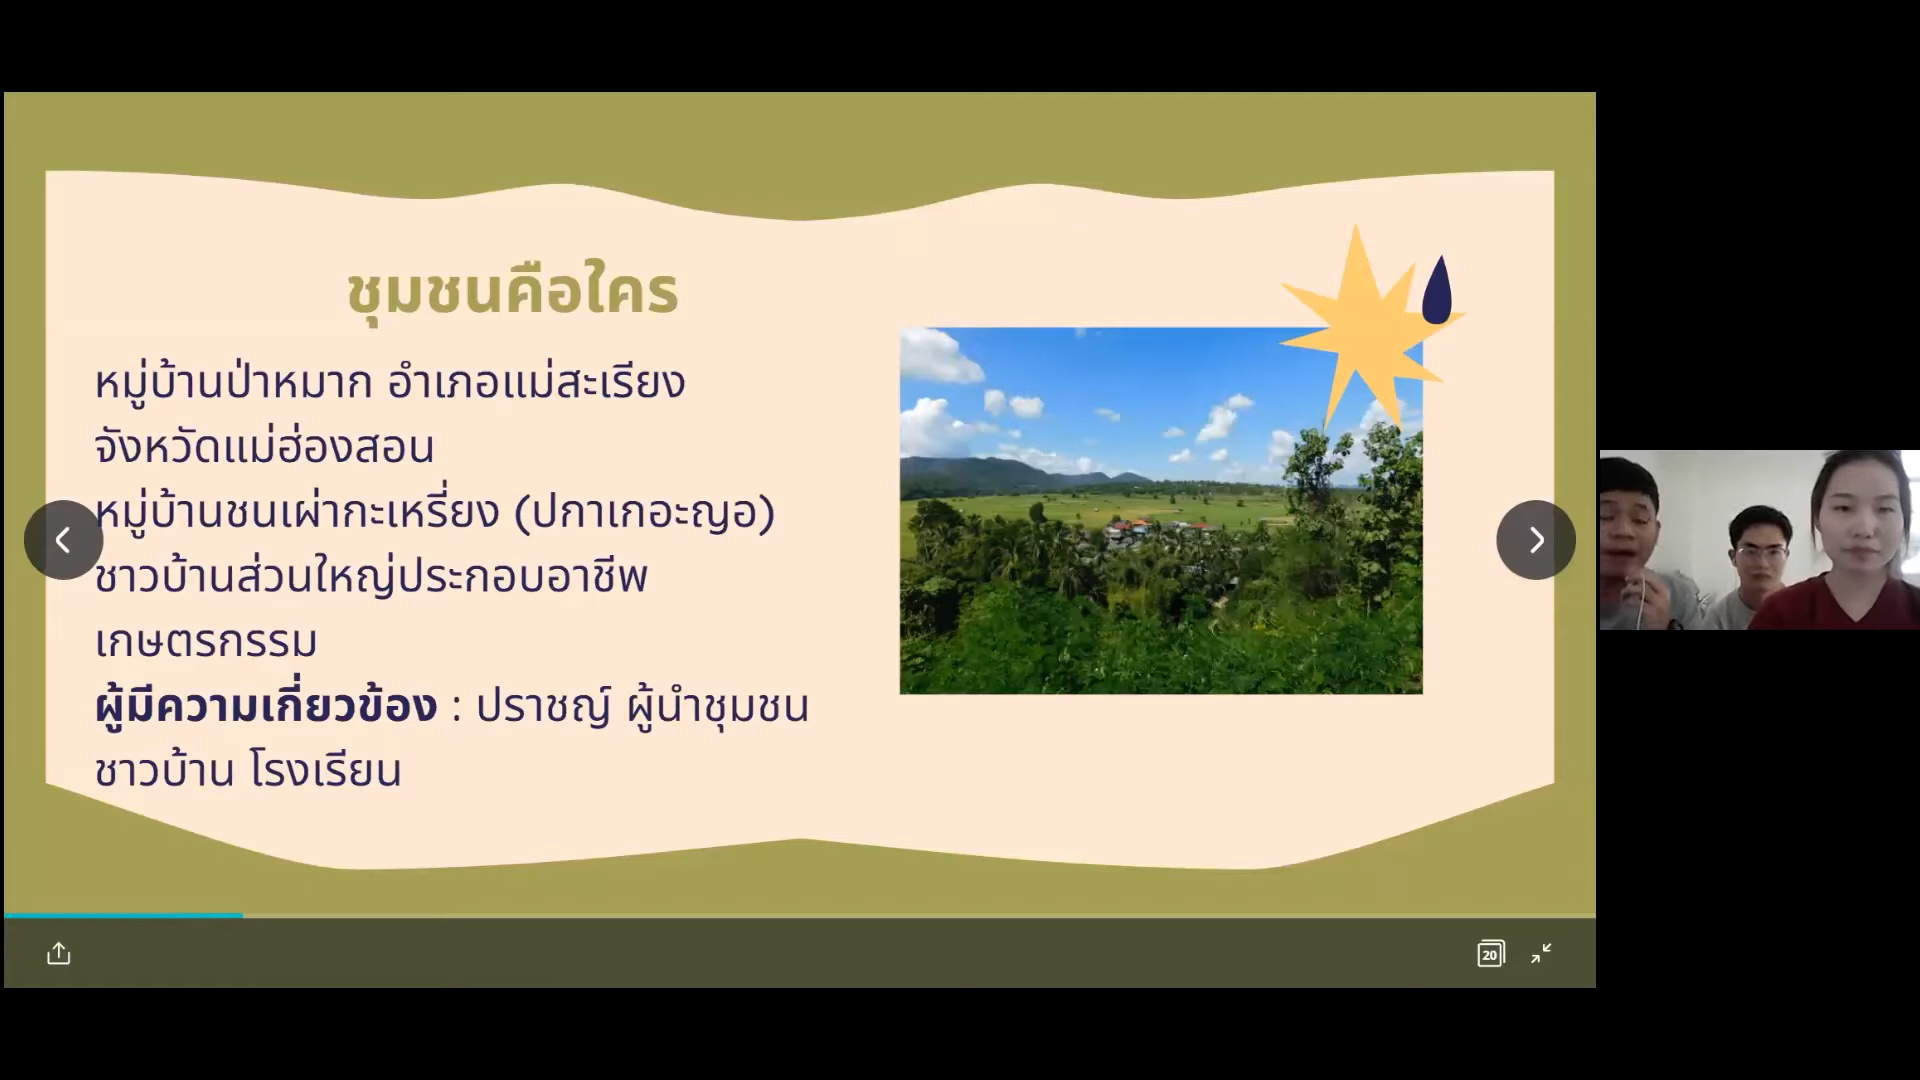 ชุมชนคือใคร
หมู่บ้านป่าหมาก อำเภอแม่สะเรียง
จังหวัดแม่ฮ่องสอน
หมู่บ้านชนเผ่ากะเหรี่ยง (ปกาเกอะญอ)
ชาวบ้านส่วนใหญ่ประกอบอาชีพ
เกษตรกรรม
ผู้มีความเกี่ยวข้อง : ปราชญ์ ผู้นำชุมชน
ชาวบ้าน โรงเรียน
20